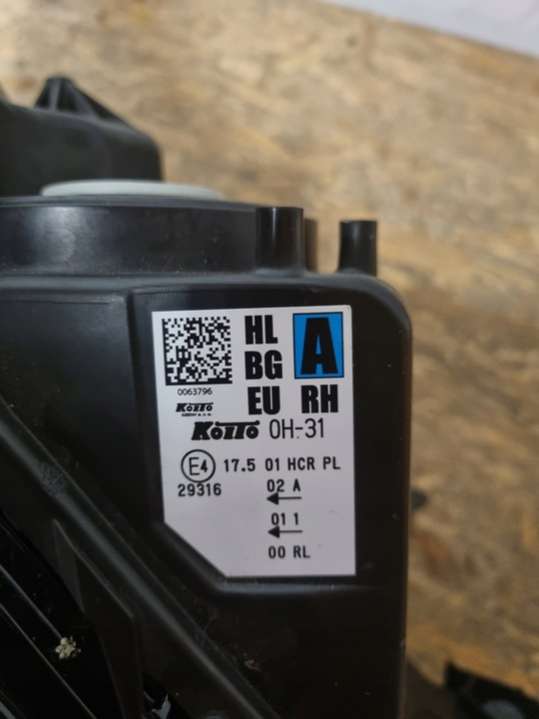 HL
BG
EU
A
RH
0063796
KOITO
KOITO OH-31
E4 17.5 01 HCR PL
29316
02 A
←
01 1
←
00 RL